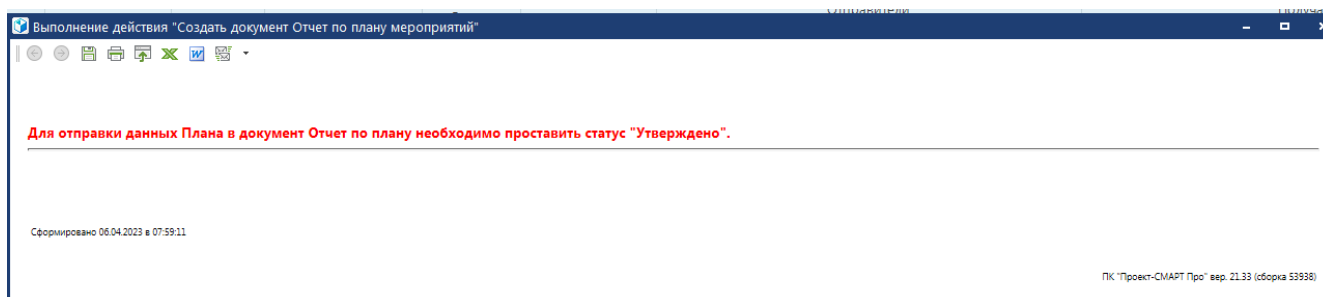 Отправители
Выполнение действия "Создать документ Отчет по плану мероприятий"
Для отправки данных Плана в документ Отчет по плану необходимо проставить статус "Утверждено".
Сформировано 06.04.2023 в 07:59:11
ПК "Проект-СМАРТ Про" вер. 21.33 (сборка 53938)